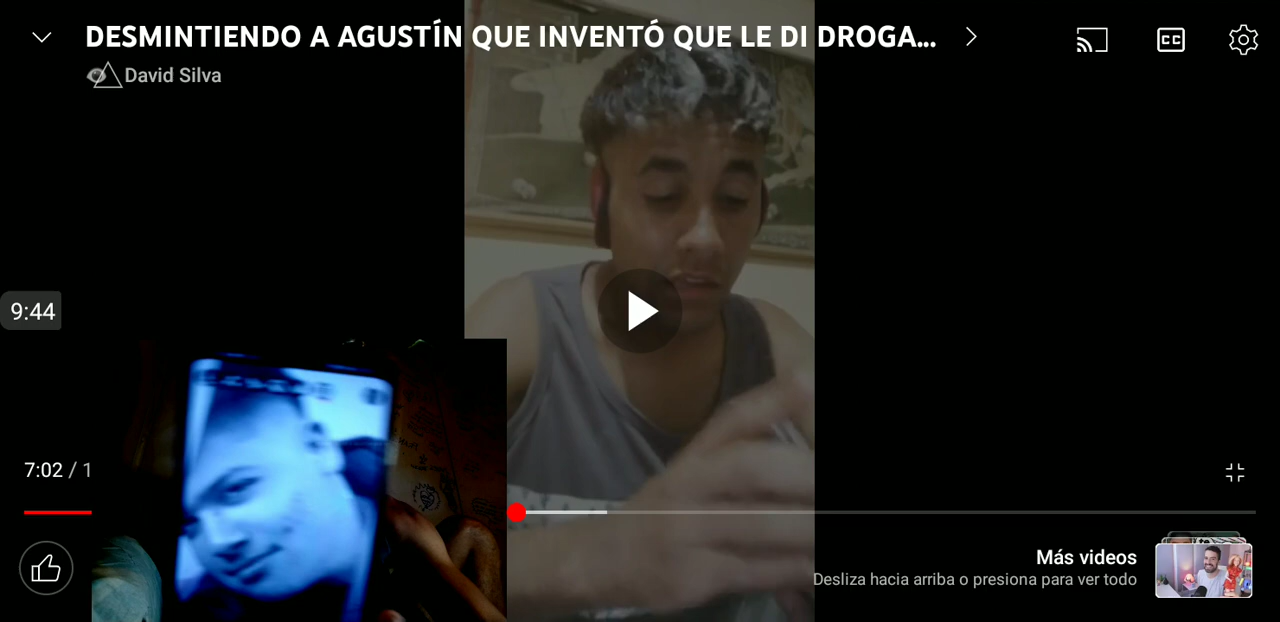 DESMINTIENDO A AGUSTÍN QUE INVENTÓ QUE LE DI DROGA...
David Silva
CC
9:44
7:02 / 1
Más videos
Desliza hacia arriba o presiona para ver todo